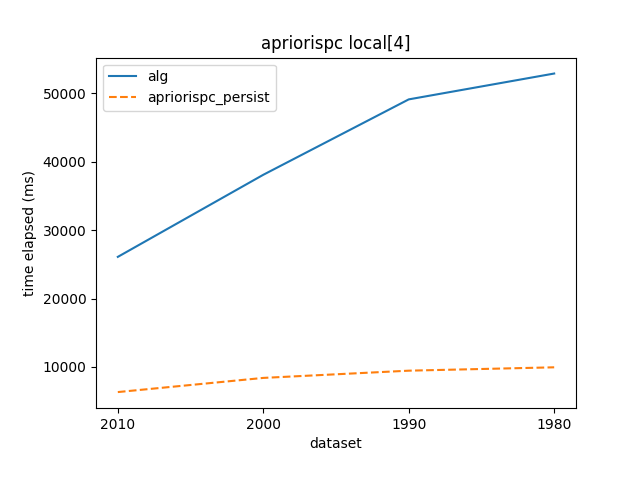 apriorispc local[4]
alg
apriorispc_persist
time elapsed (ms)
50000
40000
30000
20000
10000
2010
2000
1990
1980
dataset